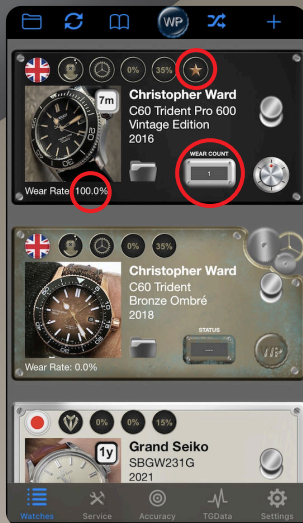 WP
0%
35%
7m
Christopher Ward
C60 Trident Pro 600
Vintage Edition
2016
WEAR COUNT
1
Wear Rate: 100.0%
0%
35%
Christopher Ward
C60 Trident
Bronze Ombré
2018
STATUS
---
WP
Wear Rate: 0.0%
0%
0%
15%
1y
Grand Seiko
SBGW231G
2021
Watches
Service
Accuracy
TGData
Settings